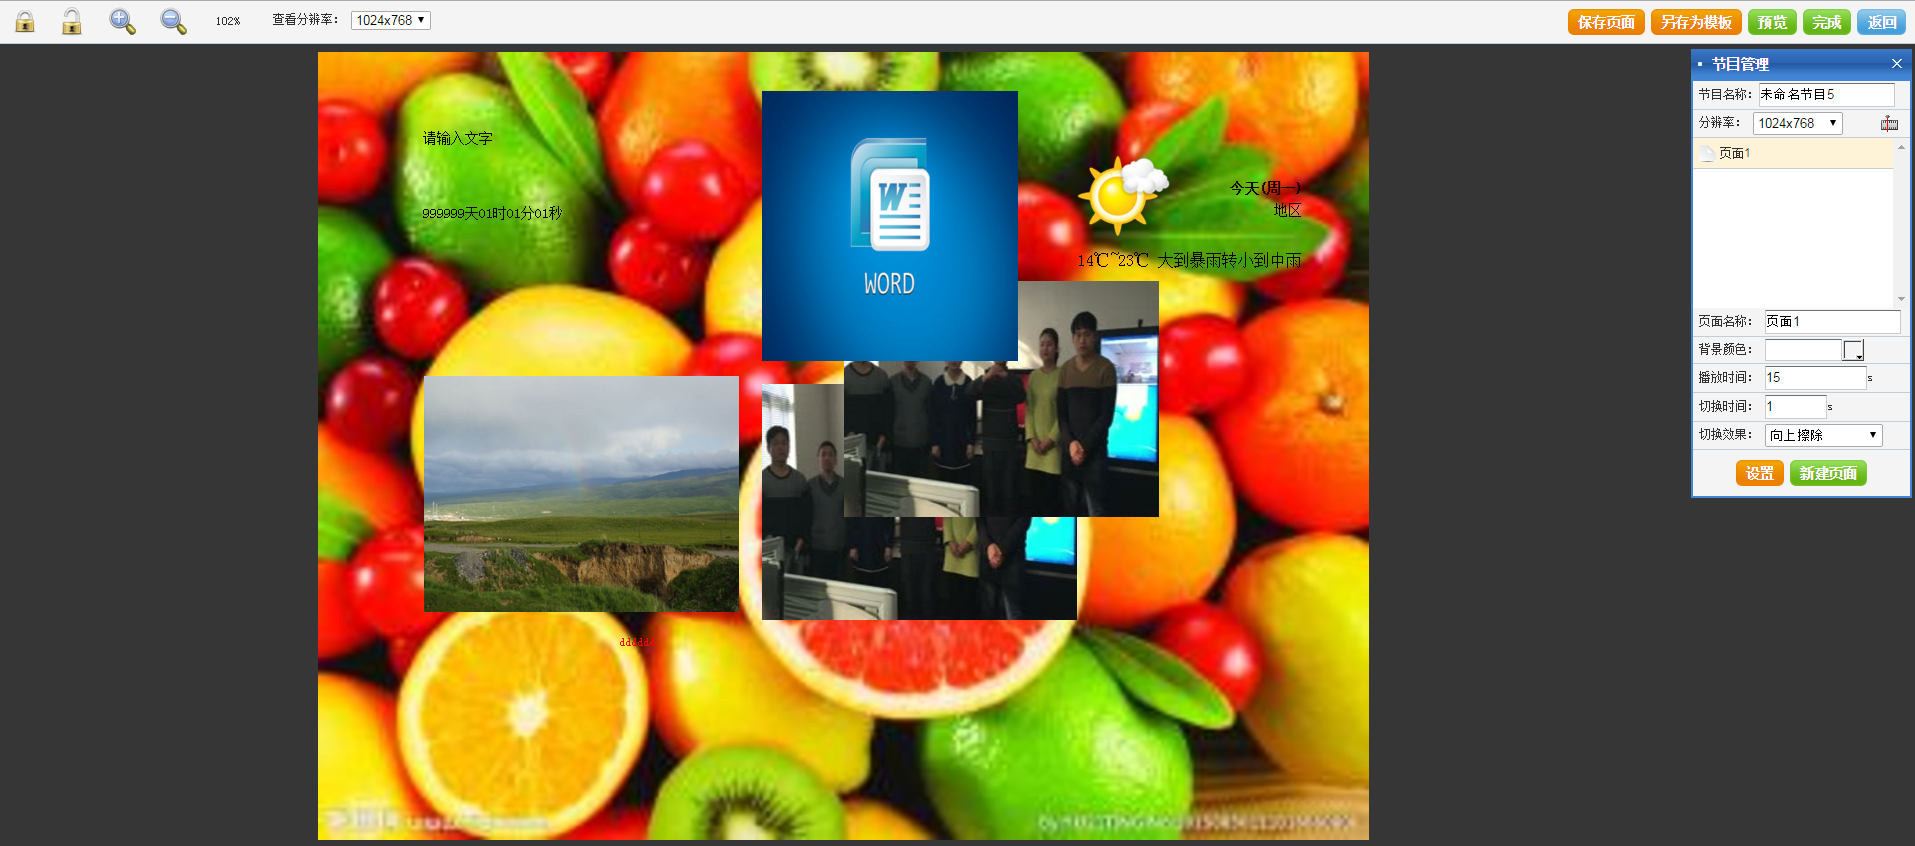 102%
查看分辨率：
1024x768
保存页面
另存为模板
预览
完成
返回
节目管理
节目名称：
未命名节目5
分辨率：
1024x768
页面1
页面名称：
页面1
背景颜色：
播放时间：
15
s
切换时间：
1
s
切换效果：
向上擦除
设置
新建页面
请输入文字
999999天01时01分01秒
WORD
今天(周一)
地区
14℃~23℃ 大到暴雨转小到中雨